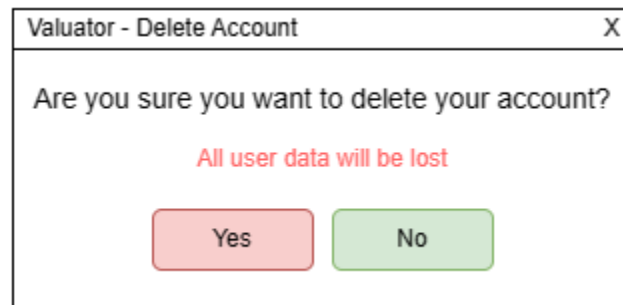 Valuator - Delete Account X
Are you sure you want to delete your account?
All user data will be lost
Yes No